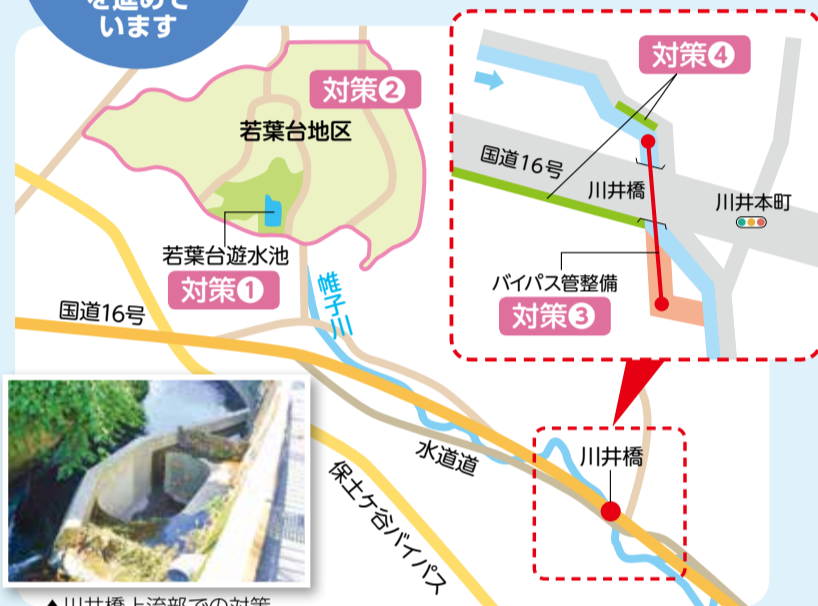 を進めて
います
対策❷
若葉台地区
若葉台遊水池
対策❶
国道16号
帷子川
水道道
保土ケ谷バイパス
川井橋
対策❹
国道16号
川井橋
川井本町
バイパス管整備
対策❸
▲川井橋上流部での対策